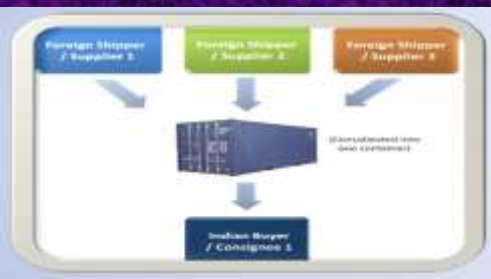 Foreign Shipper
/ Supplier 1
Foreign Shipper
/ Supplier 2
Foreign Shipper
/ Supplier 3
(Consolidated into
one container)
Indian Buyer
/ Consignee 1